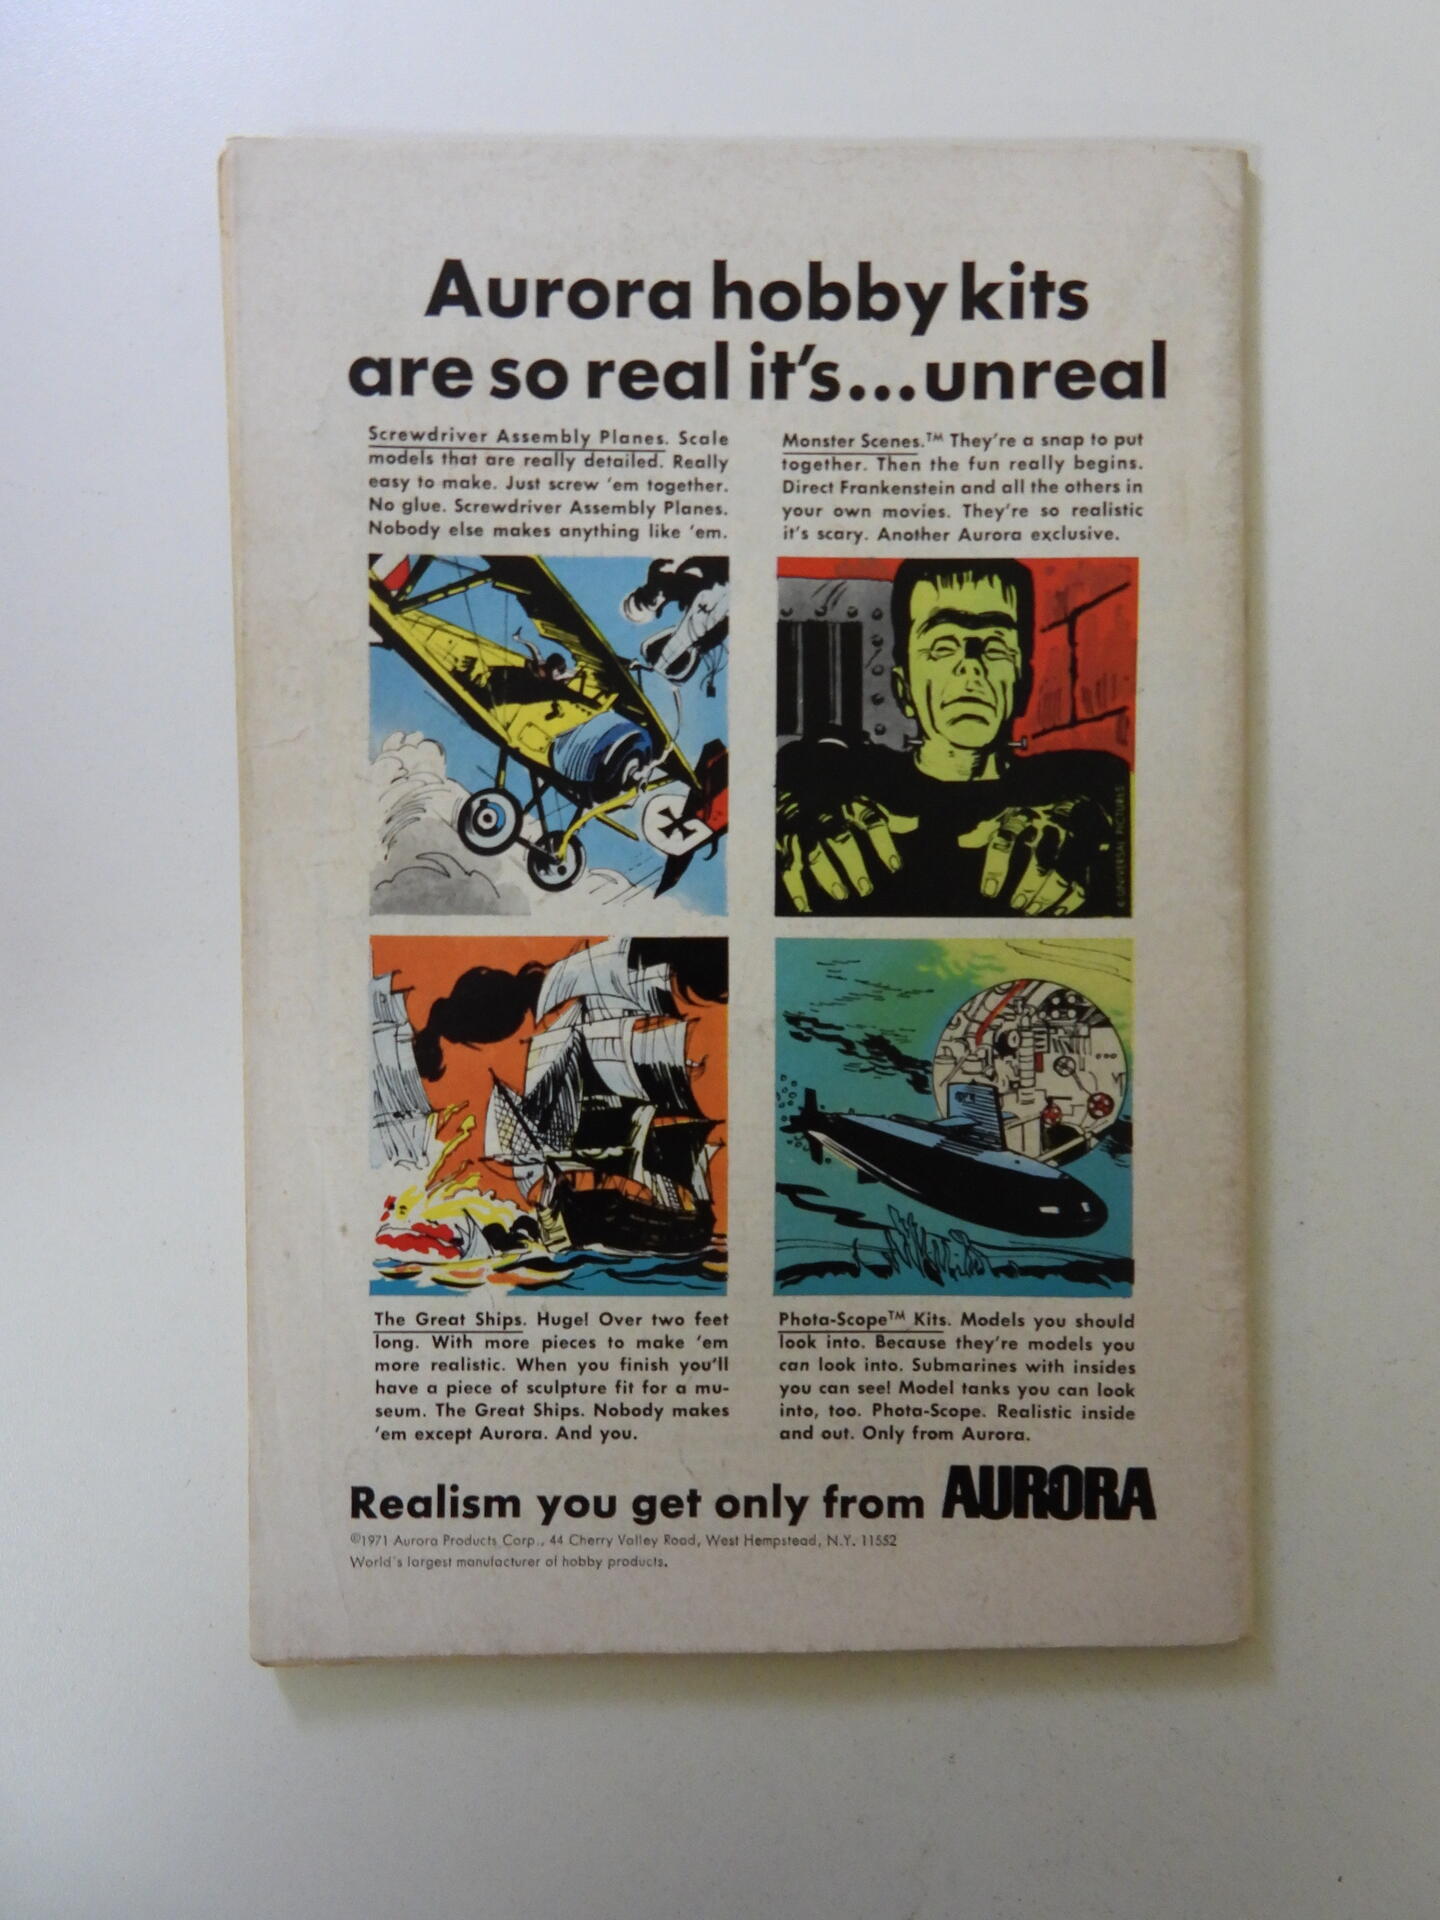 Aurora hobby kits
are so real it's...unreal
Screwdriver Assembly Planes. Scale
models that are really detailed. Really
easy to make. Just screw 'em together.
No glue. Screwdriver Assembly Planes.
Nobody else makes anything like 'em.
Monster Scenes.™ They're a snap to put
together. Then the fun really begins.
Direct Frankenstein and all the others in
your own movies. They're so realistic
it's scary. Another Aurora exclusive.
©UNIVERSAL PICTURES
The Great Ships. Huge! Over two feet
long. With more pieces to make 'em
more realistic. When you finish you'll
have a piece of sculpture fit for a mu-
seum. The Great Ships. Nobody makes
'em except Aurora. And you.
Phota-Scope™ Kits. Models you should
look into. Because they're models you
can look into. Submarines with insides
you can see! Model tanks you can look
into, too. Phota-Scope. Realistic inside
and out. Only from Aurora.
Realism you get only from AURORA
©1971 Aurora Products Corp., 44 Cherry Valley Road, West Hempstead, N.Y. 11552
World's largest manufacturer of hobby products.